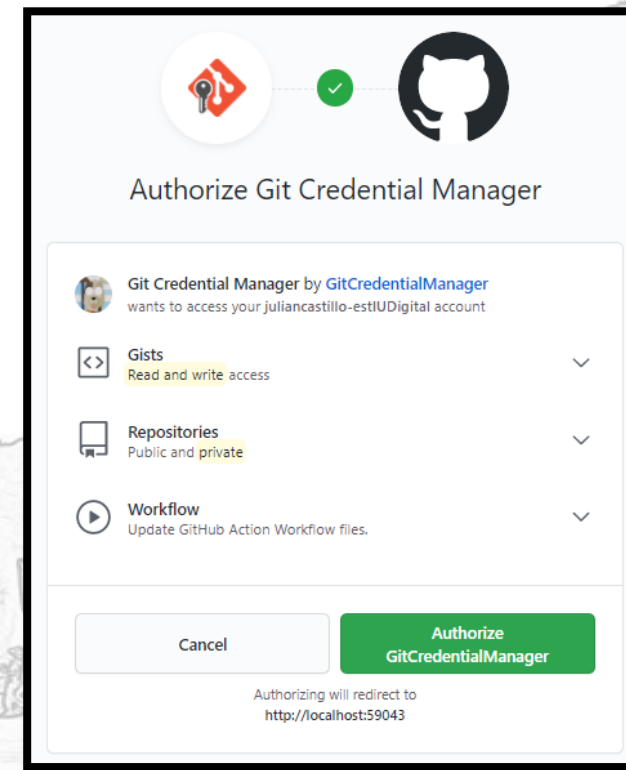 Authorize Git Credential Manager
Git Credential Manager by GitCredentialManager
wants to access your juliancastillo-estIUDigital account
Gists
Read and write access
Repositories
Public and private
Workflow
Update GitHub Action Workflow files.
Cancel
Authorize
GitCredentialManager
Authorizing will redirect to
http://localhost:59043